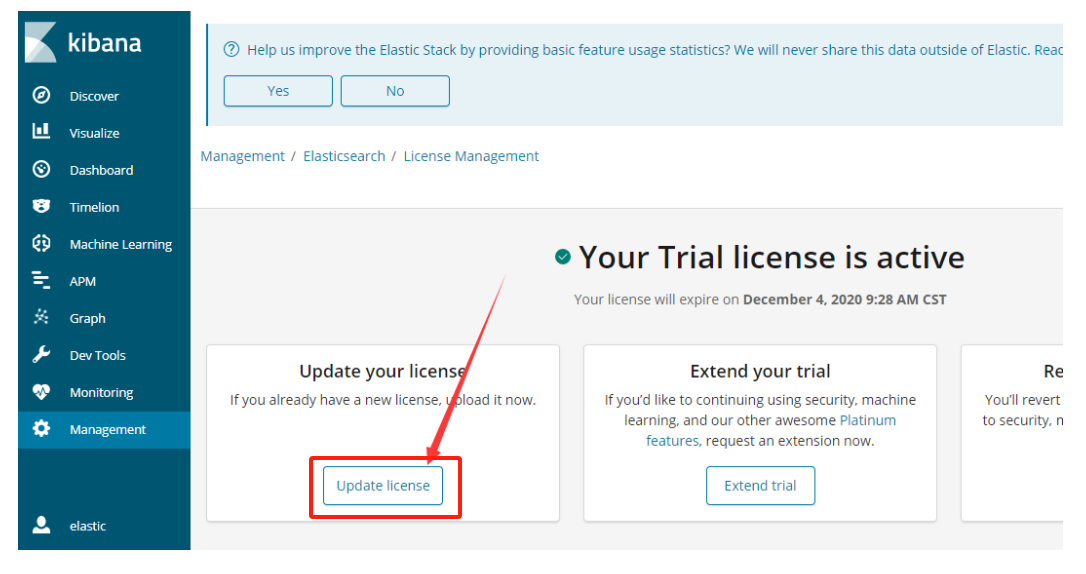 kibana
Discover
Visualize
Dashboard
Timelion
Machine Learning
APM
Graph
Dev Tools
Monitoring
Management
elastic
Help us improve the Elastic Stack by providing basic feature usage statistics? We will never share this data outside of Elastic. Read
Yes No
Management / Elasticsearch / License Management
Your Trial license is active
Your license will expire on December 4, 2020 9:28 AM CST
Update your license
If you already have a new license, upload it now.
Update license
Extend your trial
If you'd like to continuing using security, machine
learning, and our other awesome Platinum
features, request an extension now.
Extend trial
Re
You'll revert
to security,